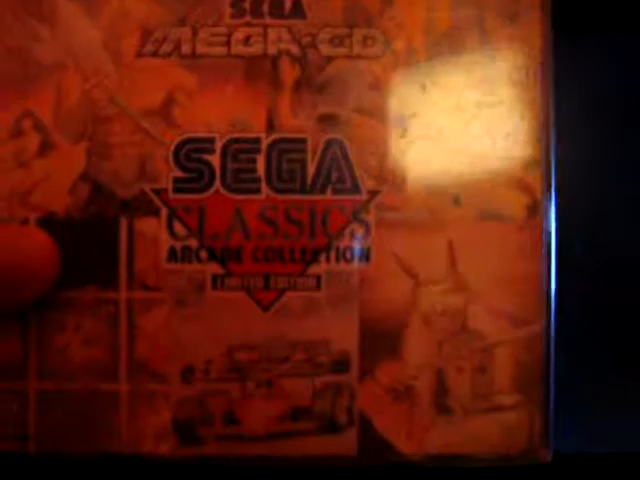 SEGA
MEGA-CD
SEGA
CLASSICS
ARCADE COLLECTION
LIMITED EDITION